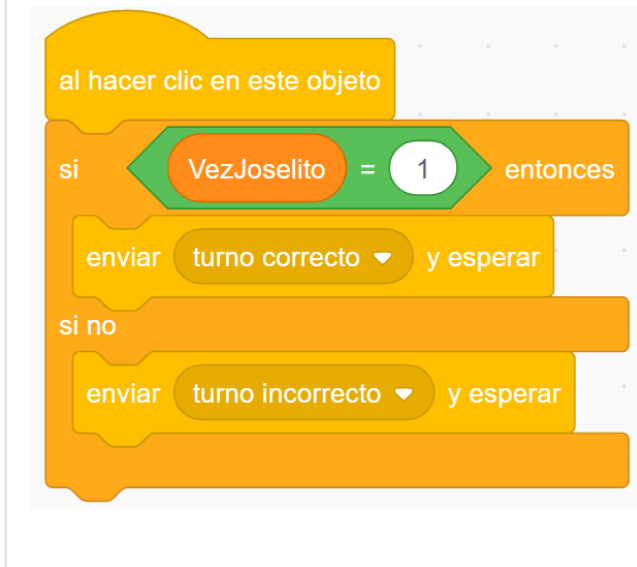 al hacer clic en este objeto
si VezJoselito = 1 entonces
enviar turno correcto y esperar
si no
enviar turno incorrecto y esperar